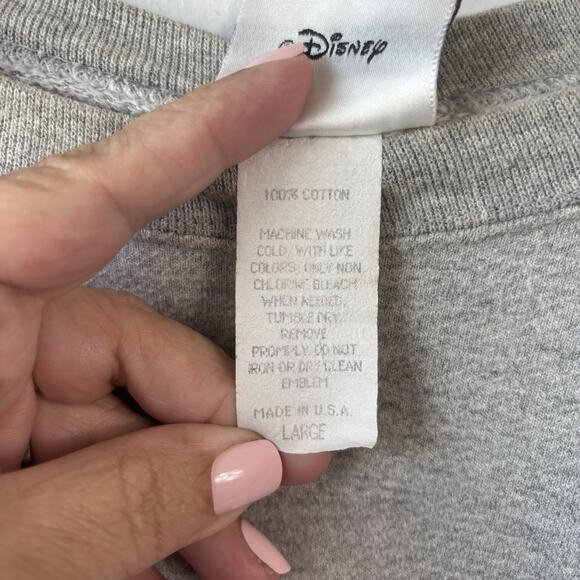 © Disney
100% COTTON
MACHINE WASH
COLD, WITH LIKE
COLORS, ONLY NON
CHLORINE BLEACH
WHEN NEEDED,
TUMBLE DRY,
REMOVE
PROMPLY. DO NOT
IRON OR DRY CLEAN
EMBLEM
MADE IN U.S.A.
LARGE